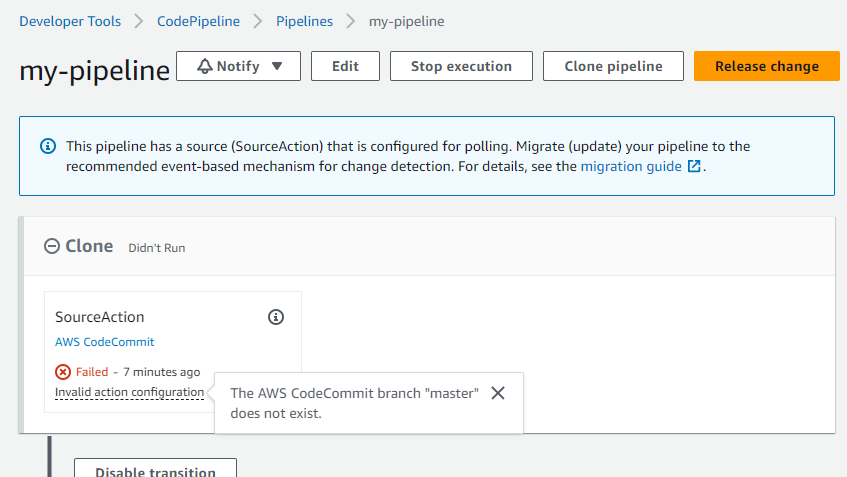 Developer Tools > CodePipeline > Pipelines > my-pipeline
my-pipeline Notify ▼ Edit Stop execution Clone pipeline Release change
This pipeline has a source (SourceAction) that is configured for polling. Migrate (update) your pipeline to the
recommended event-based mechanism for change detection. For details, see the migration guide.
Clone Didn't Run
SourceAction
AWS CodeCommit
Failed - 7 minutes ago
Invalid action configuration
The AWS CodeCommit branch "master"
does not exist.
Disable transition